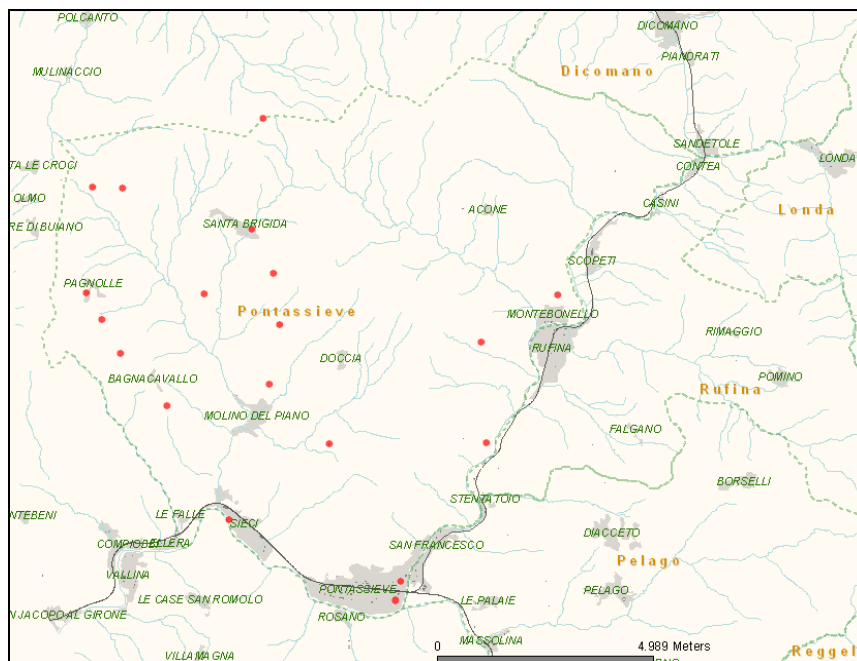 POLCANTO
DICOMANO
PIANDRATI
MULINACCIO
Dicomano
SANDETOLE
TA LE CROCI
CONTEA
LONDA
OLMO
CASINI
RE DI BUIANO
SANTA BRIGIDA
ACONE
Londa
SCOPETI
PAGNOLLE
Pontassieve
MONTEBONELLO
RIMAGGIO
RUFINA
DOCCIA
BAGNACAVALLO
POMINO
Rufina
MOLINO DEL PIANO
FALGANO
BORSELLI
STENTATOIO
NTEBENI
LE FALLE
SIECI
DIACCETO
SAN FRANCESCO
ELLERA
VALLINA
Pelago
PONTASSIEVE
PELAGO
LE CASE SAN ROMOLO
LE PALAIE
N JACOPO AL GIRONE
ROSANO
MASSOLINA
0 4.989 Meters
VILLAMAGNA
Reggel